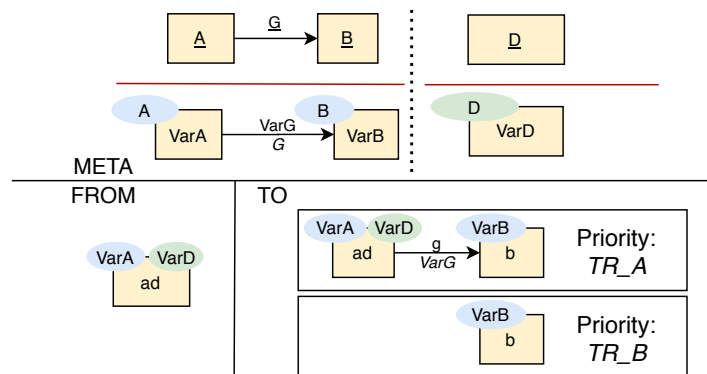 A
G
B
D
A
VarA
VarG
G
B
VarB
D
VarD
META
FROM
TO
VarA
VarD
ad
VarA
VarD
ad
g
VarG
VarB
b
Priority:
TR_A
VarB
b
Priority:
TR_B